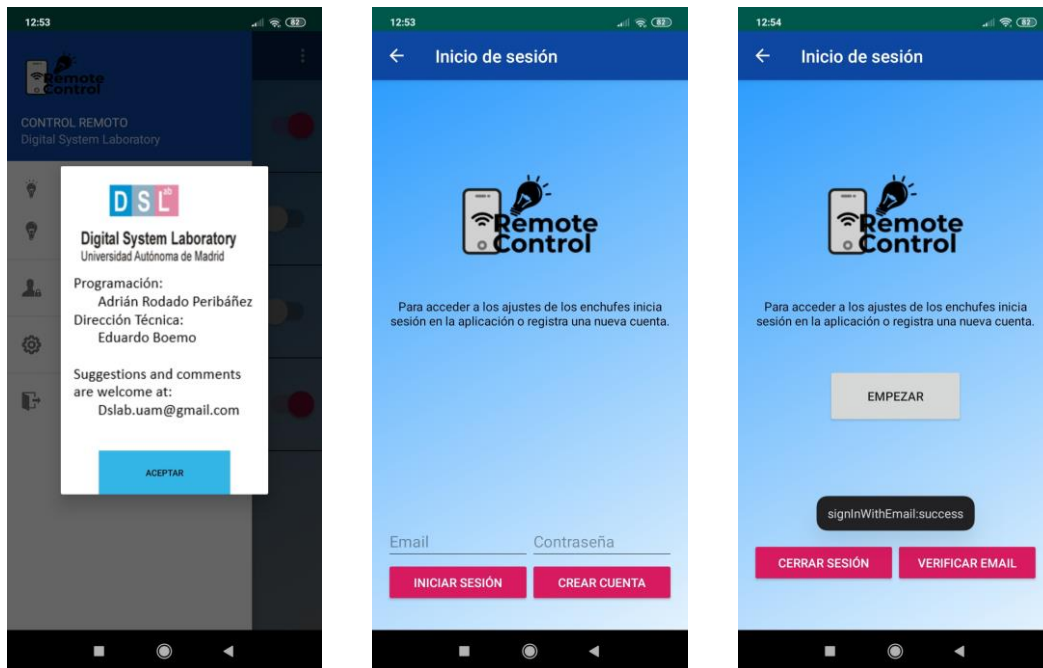 12:53
82
Remote
Control
CONTROL REMOTO
Digital System Laboratory
DSLab
Digital System Laboratory
Universidad Autónoma de Madrid
Programación:
Adrián Rodado Peribáñez
Dirección Técnica:
Eduardo Boemo
Suggestions and comments
are welcome at:
Dslab.uam@gmail.com
ACEPTAR
12:53
82
Inicio de sesión
Remote
Control
Para acceder a los ajustes de los enchufes inicia
sesión en la aplicación o registra una nueva cuenta.
Email Contraseña
INICIAR SESIÓN CREAR CUENTA
12:54
82
Inicio de sesión
Remote
Control
Para acceder a los ajustes de los enchufes inicia
sesión en la aplicación o registra una nueva cuenta.
EMPEZAR
signInWithEmail:success
CERRAR SESIÓN VERIFICAR EMAIL